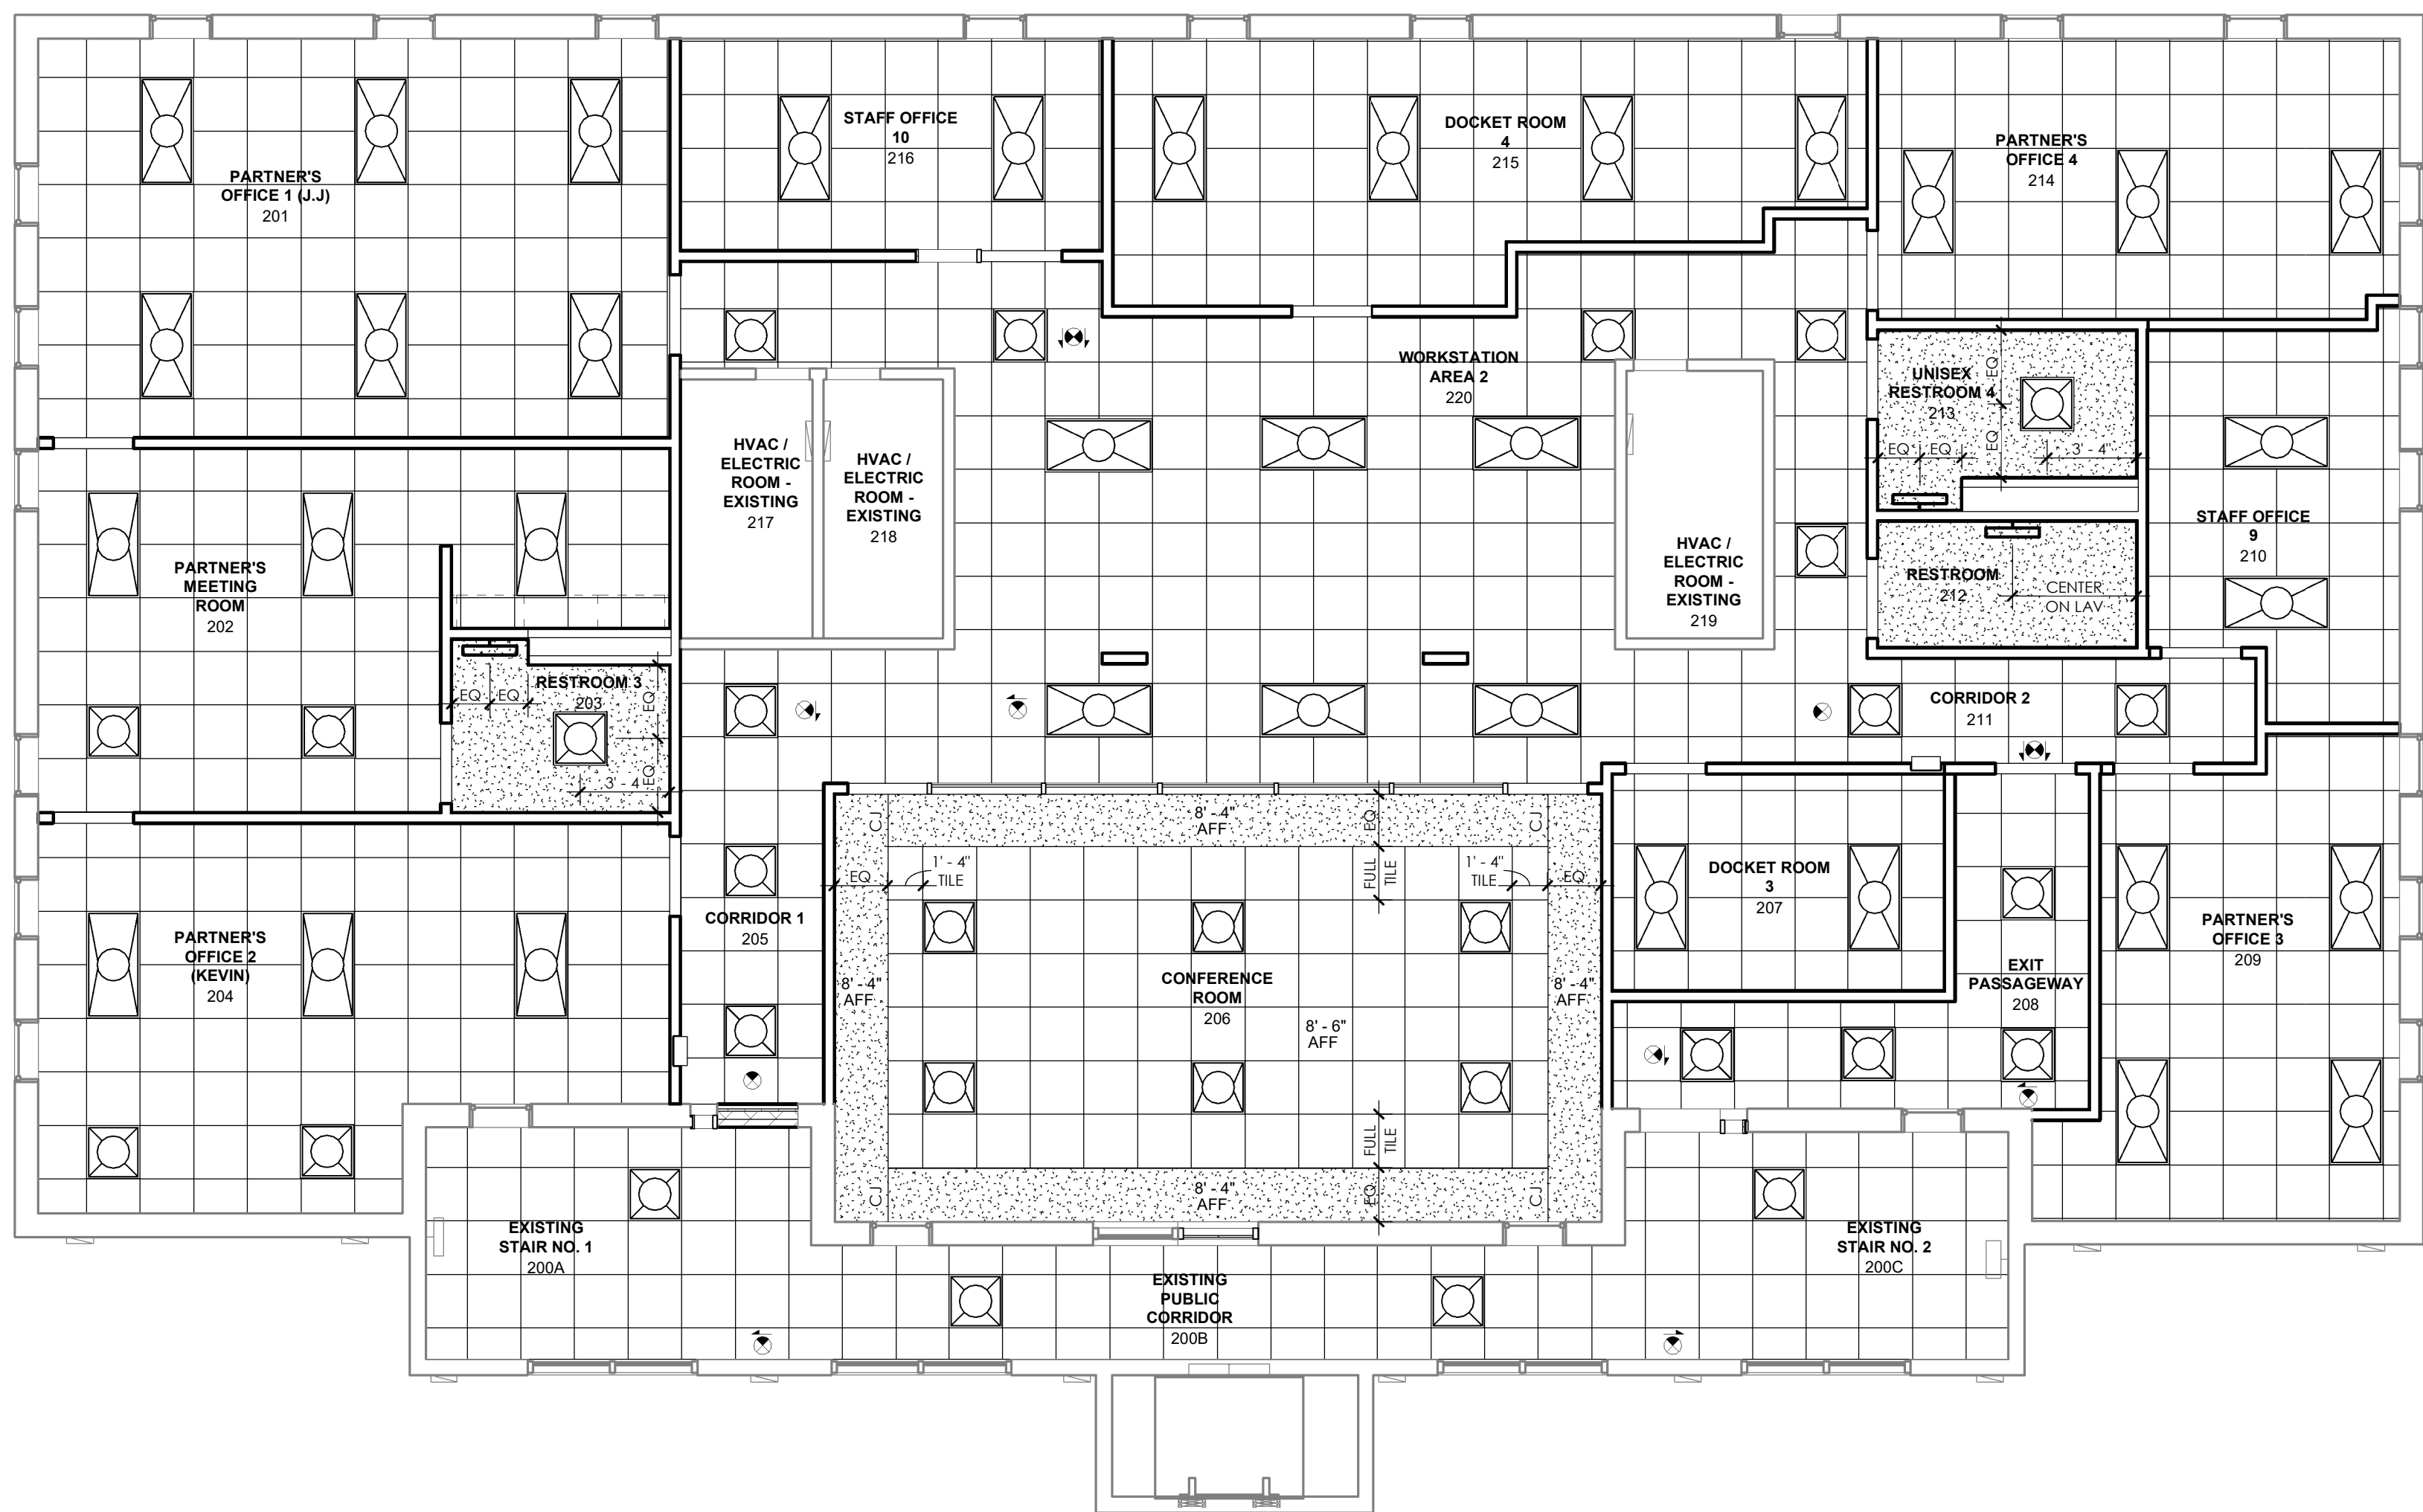 PARTNER'S
OFFICE 1 (J.J)
201
STAFF OFFICE
10
216
DOCKET ROOM
4
215
PARTNER'S
OFFICE 4
214
WORKSTATION
AREA 2
220
UNISEX
RESTROOM 4
213
EQ
EQ
EQ
EQ
3' - 4"
HVAC /
ELECTRIC
ROOM -
EXISTING
217
HVAC /
ELECTRIC
ROOM -
EXISTING
218
HVAC /
ELECTRIC
ROOM -
EXISTING
219
STAFF OFFICE
9
210
RESTROOM
212
CENTER
ON LAV
PARTNER'S
MEETING
ROOM
202
RESTROOM 3
203
EQ
EQ
EQ
EQ
3' - 4"
CORRIDOR 2
211
8' - 4"
AFF
CJ
EQ
CJ
1' - 4"
TILE
EQ
FULL
TILE
1' - 4"
TILE
EQ
DOCKET ROOM
3
207
CORRIDOR 1
205
PARTNER'S
OFFICE 2
(KEVIN)
204
PARTNER'S
OFFICE 3
209
EXIT
PASSAGEWAY
208
8' - 4"
AFF
CONFERENCE
ROOM
206
8' - 6"
AFF
8' - 4"
AFF
FULL
TILE
CJ
8' - 4"
AFF
EQ
CJ
EXISTING
STAIR NO. 1
200A
EXISTING
PUBLIC
CORRIDOR
200B
EXISTING
STAIR NO. 2
200C